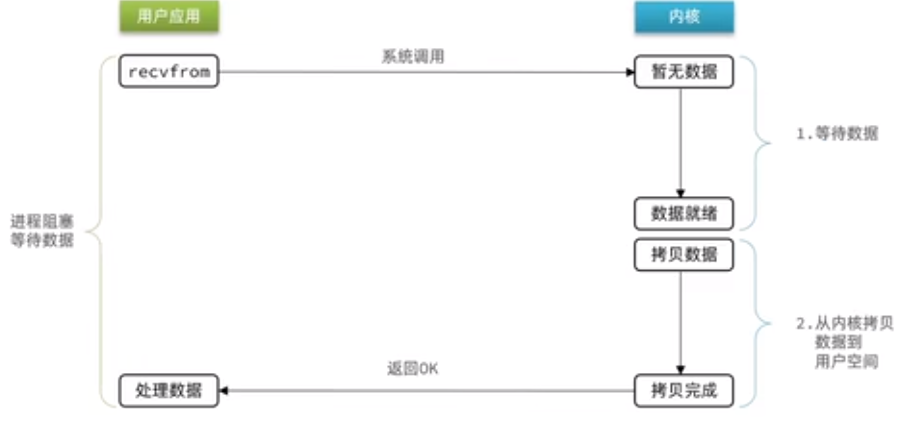 用户应用
内核
系统调用
recvfrom
暂无数据
1.等待数据
数据就绪
进程阻塞
等待数据
拷贝数据
2.从内核拷贝
数据到
用户空间
返回OK
处理数据
拷贝完成